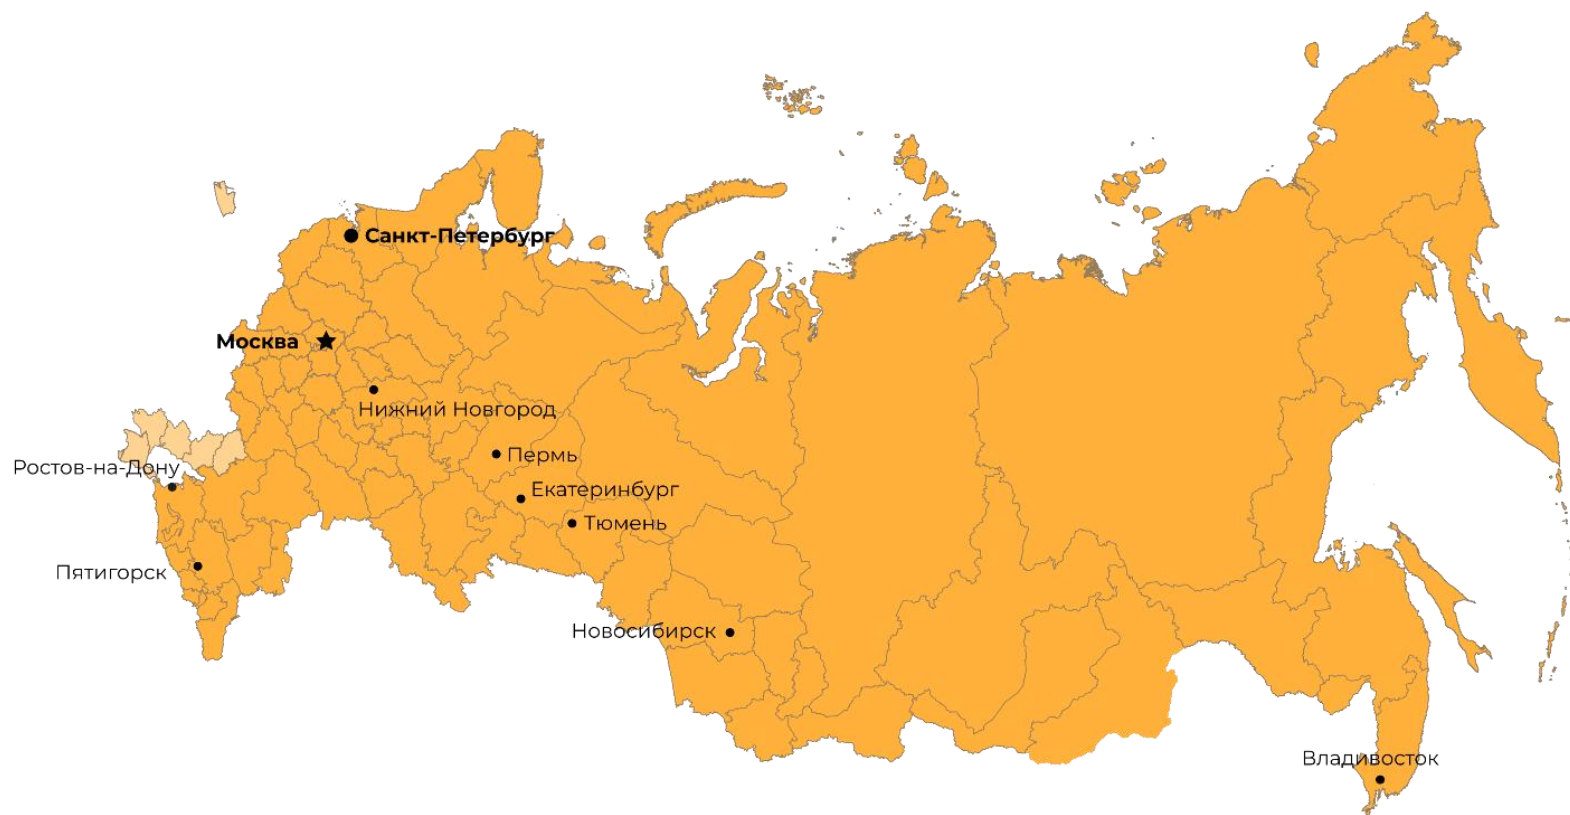 Санкт-Петербург
Москва
Нижний Новгород
Пермь
Ростов-на-Дону
Екатеринбург
Тюмень
Пятигорск
Новосибирск
Владивосток